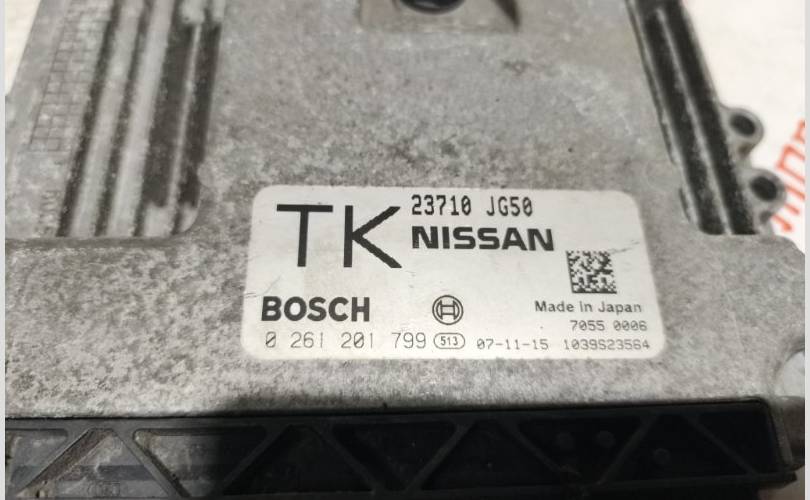 TK
23710 JG50
NISSAN
BOSCH
Made in Japan
7055 0006
0 261 201 799 513 07-11-15 1039S23564